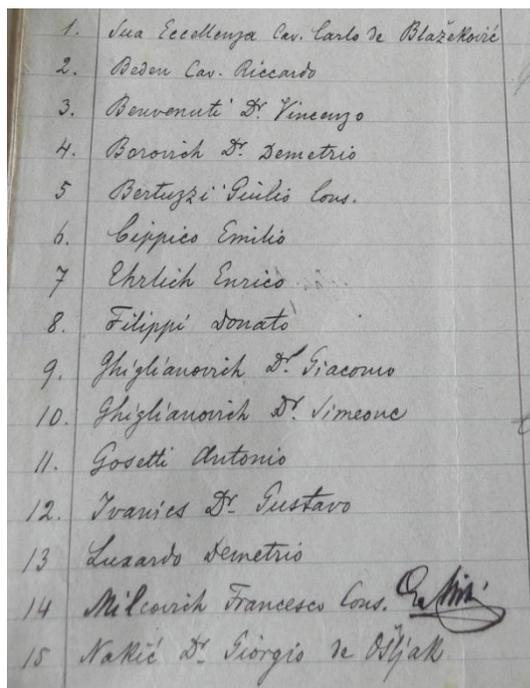 1. Sua Eccellenza Cav. Carlo de Blažeković
2. Beden Cav. Riccardo
3. Benvenuti Dr. Vincenzo
4. Borovich Dr. Demetrio
5 Bertuzzi Giulio Cons.
6. Cippico Emilio
7 Ehrlich Enrico
8. Filippi Donato
9. Ghiglianovich Dr. Giacomo
10. Ghiglianovich Dr. Simeone
11. Gosetti Antonio
12. Ivanics Dr. Gustavo
13 Luxardo Demetrio
14 Milcovich Francesco Cons.
15 Nakić Dr. Giorgio de Ošljak